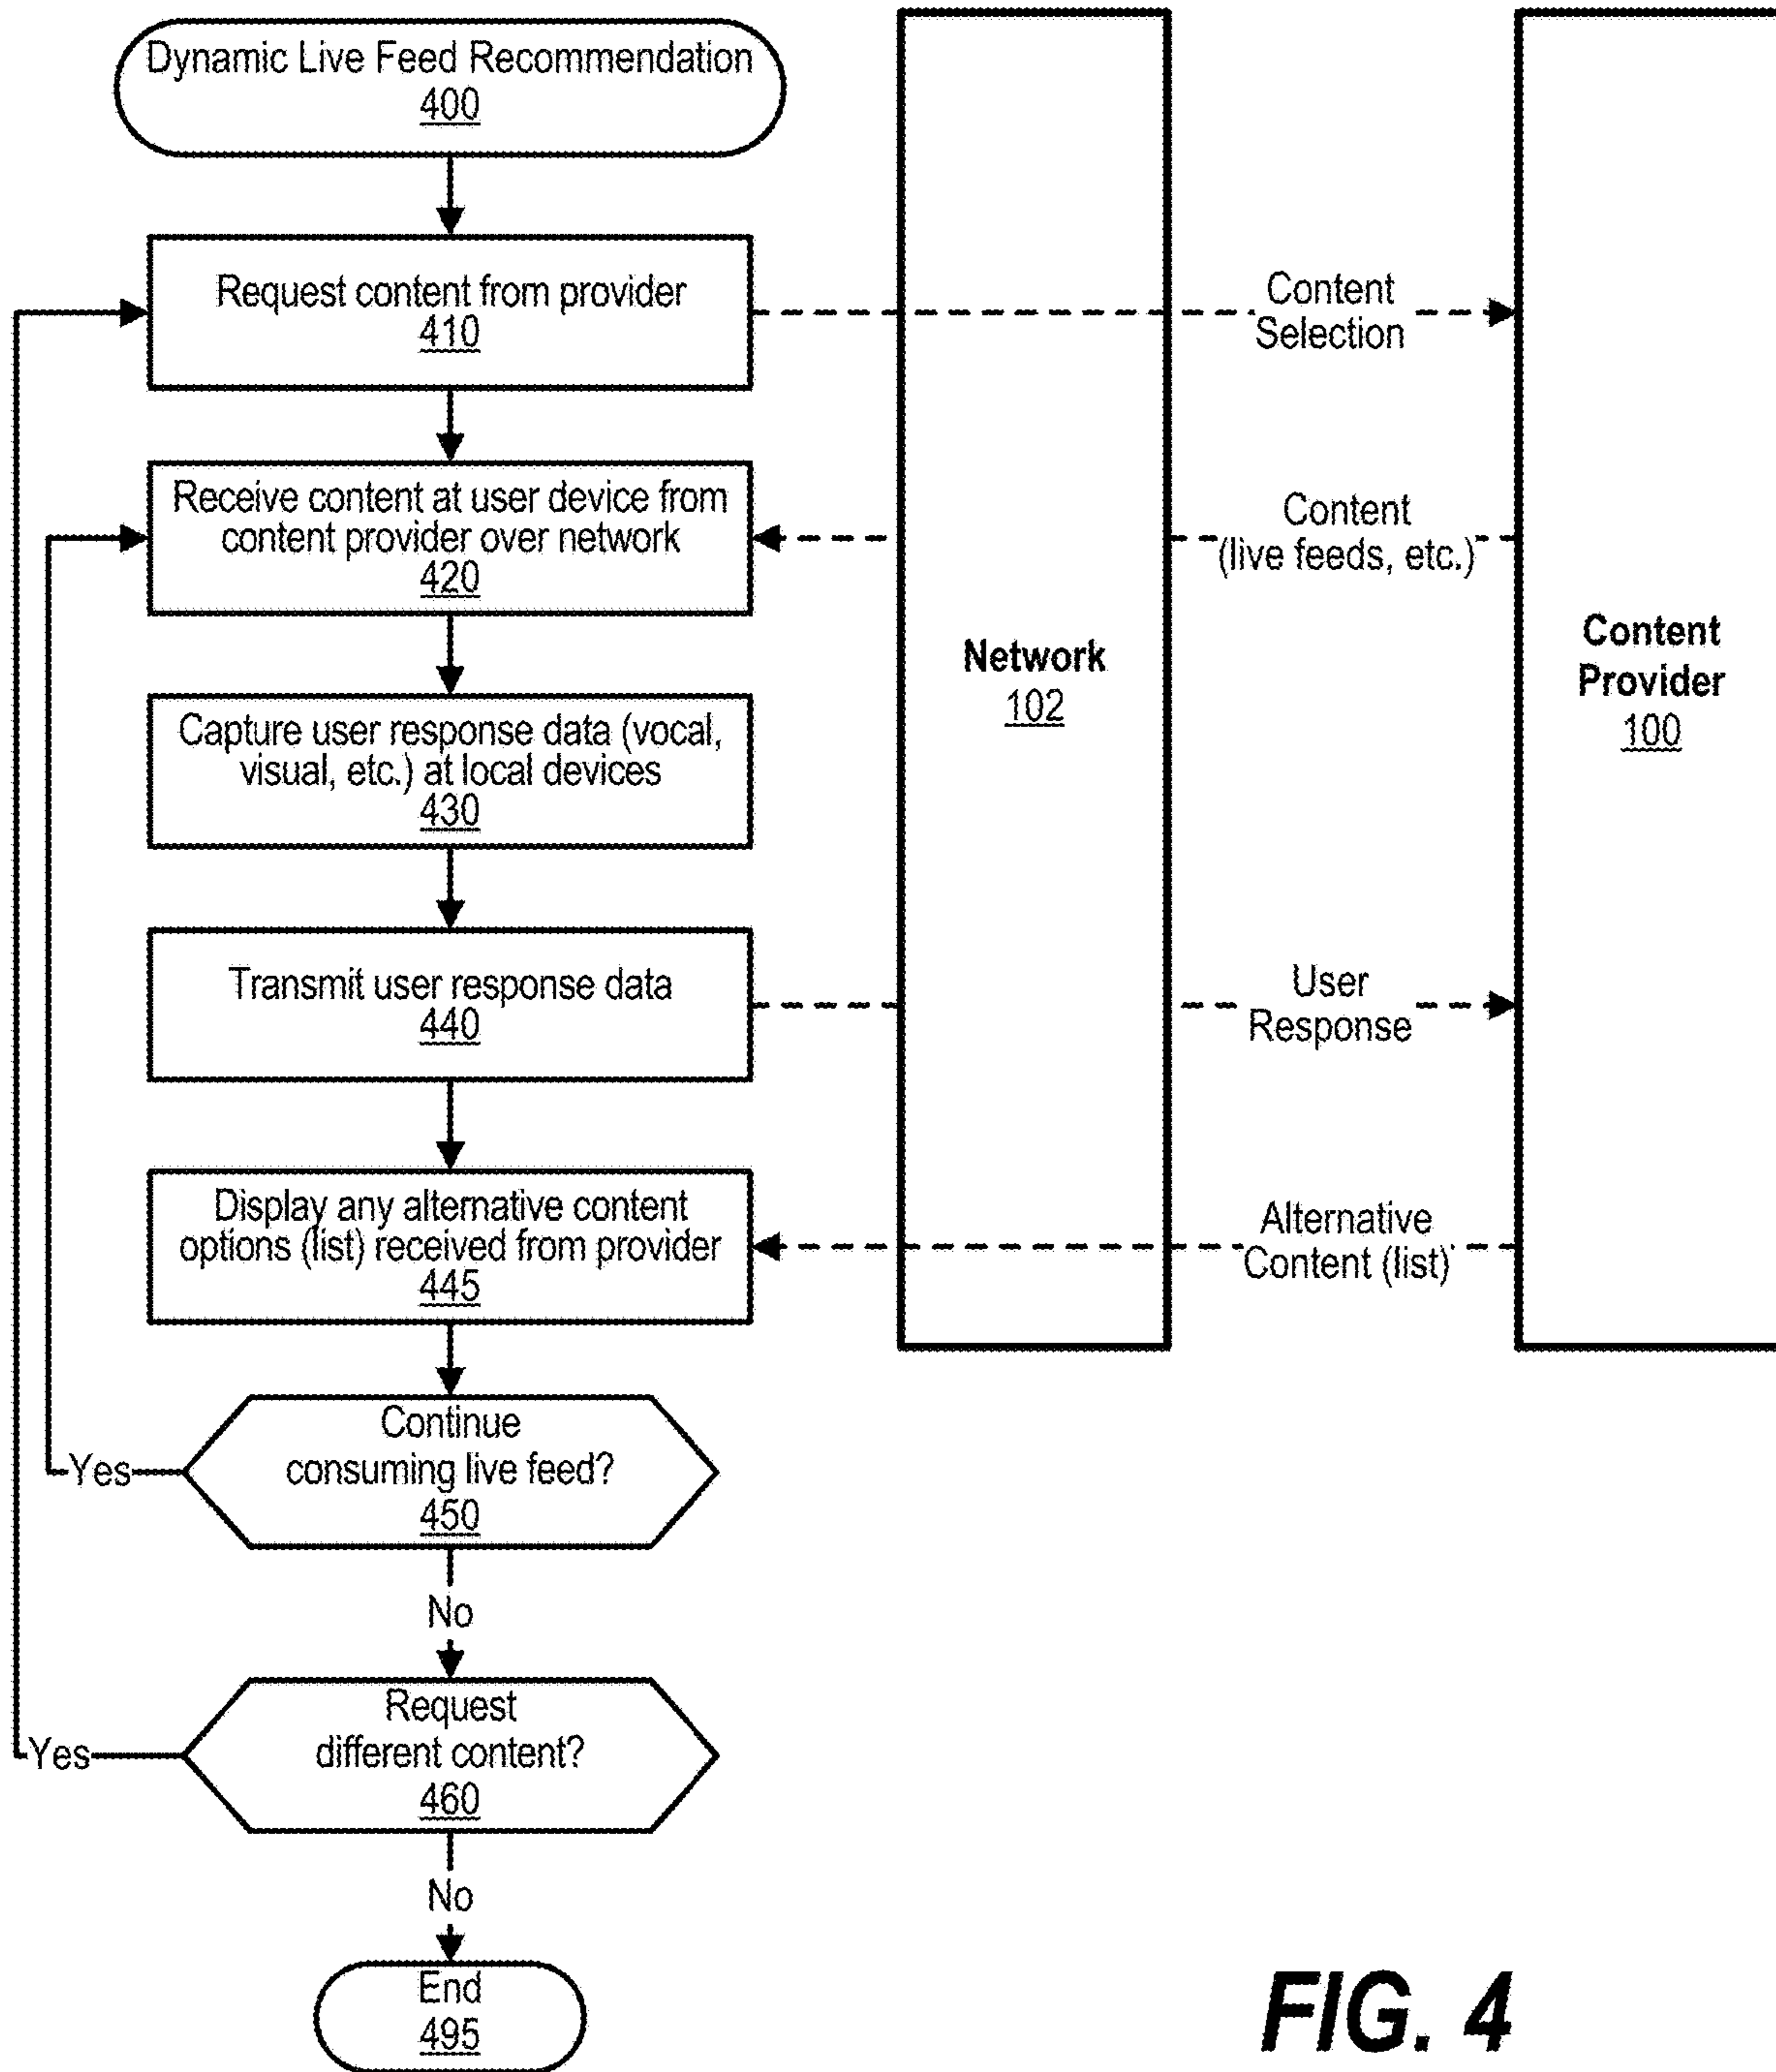 Dynamic Live Feed Recommendation
400
Request content from provider
410
Content
Selection
Receive content at user device from
content provider over network
420
Content
(live feeds, etc.)
Network
102
Content
Provider
100
Capture user response data (vocal,
visual, etc.) at local devices
430
Transmit user response data
440
User
Response
Display any alternative content
options (list) received from provider
445
Alternative
Content (list)
Continue
consuming live feed?
450
Yes
No
Request
different content?
460
Yes
No
End
495
FIG. 4